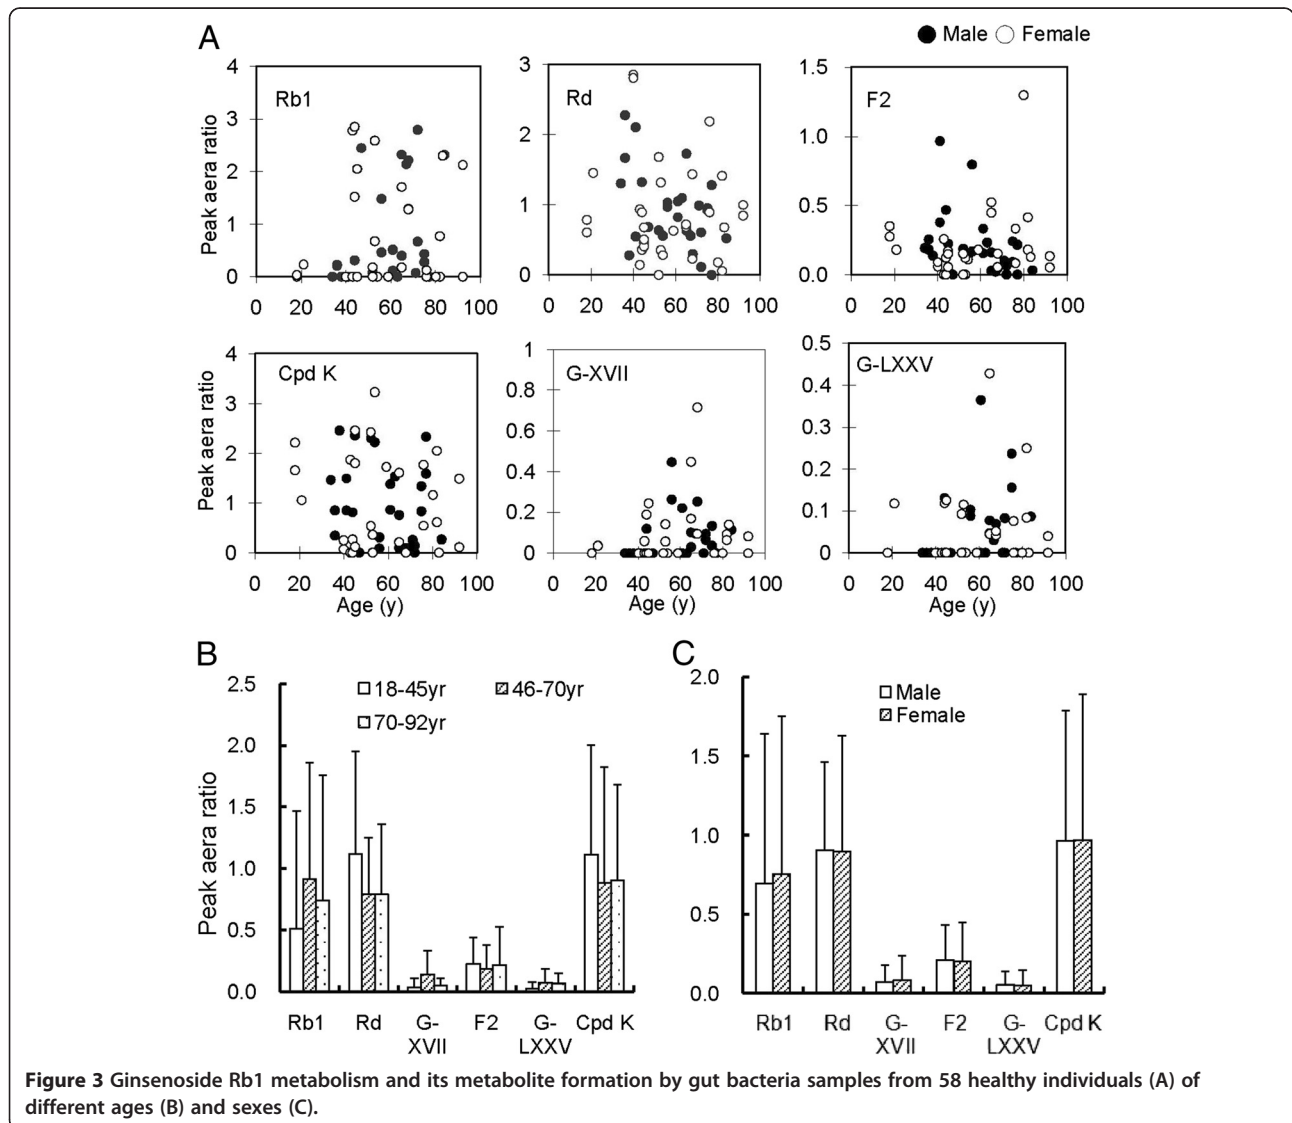 A
Male Female
4
3
2
1
0
Rb1
Peak aera ratio
0 20 40 60 80 100
3
2
1
0
Rd
0 20 40 60 80 100
1.5
1.0
0.5
0.0
F2
0 20 40 60 80 100
4
3
2
1
0
Cpd K
Peak aera ratio
0 20 40 60 80 100
Age (y)
1
0.8
0.6
0.4
0.2
0
G-XVII
0 20 40 60 80 100
Age (y)
0.5
0.4
0.3
0.2
0.1
0
G-LXXV
0 20 40 60 80 100
Age (y)
B
18-45yr 46-70yr
70-92yr
2.5
2.0
1.5
1.0
0.5
0.0
Peak aera ratio
Rb1 Rd G- F2 G- Cpd K
XVII LXXV
C
Male
Female
2.0
1.5
1.0
0.5
0.0
Rb1 Rd G- F2 G- Cpd K
XVII LXXV
Figure 3 Ginsenoside Rb1 metabolism and its metabolite formation by gut bacteria samples from 58 healthy individuals (A) of
different ages (B) and sexes (C).